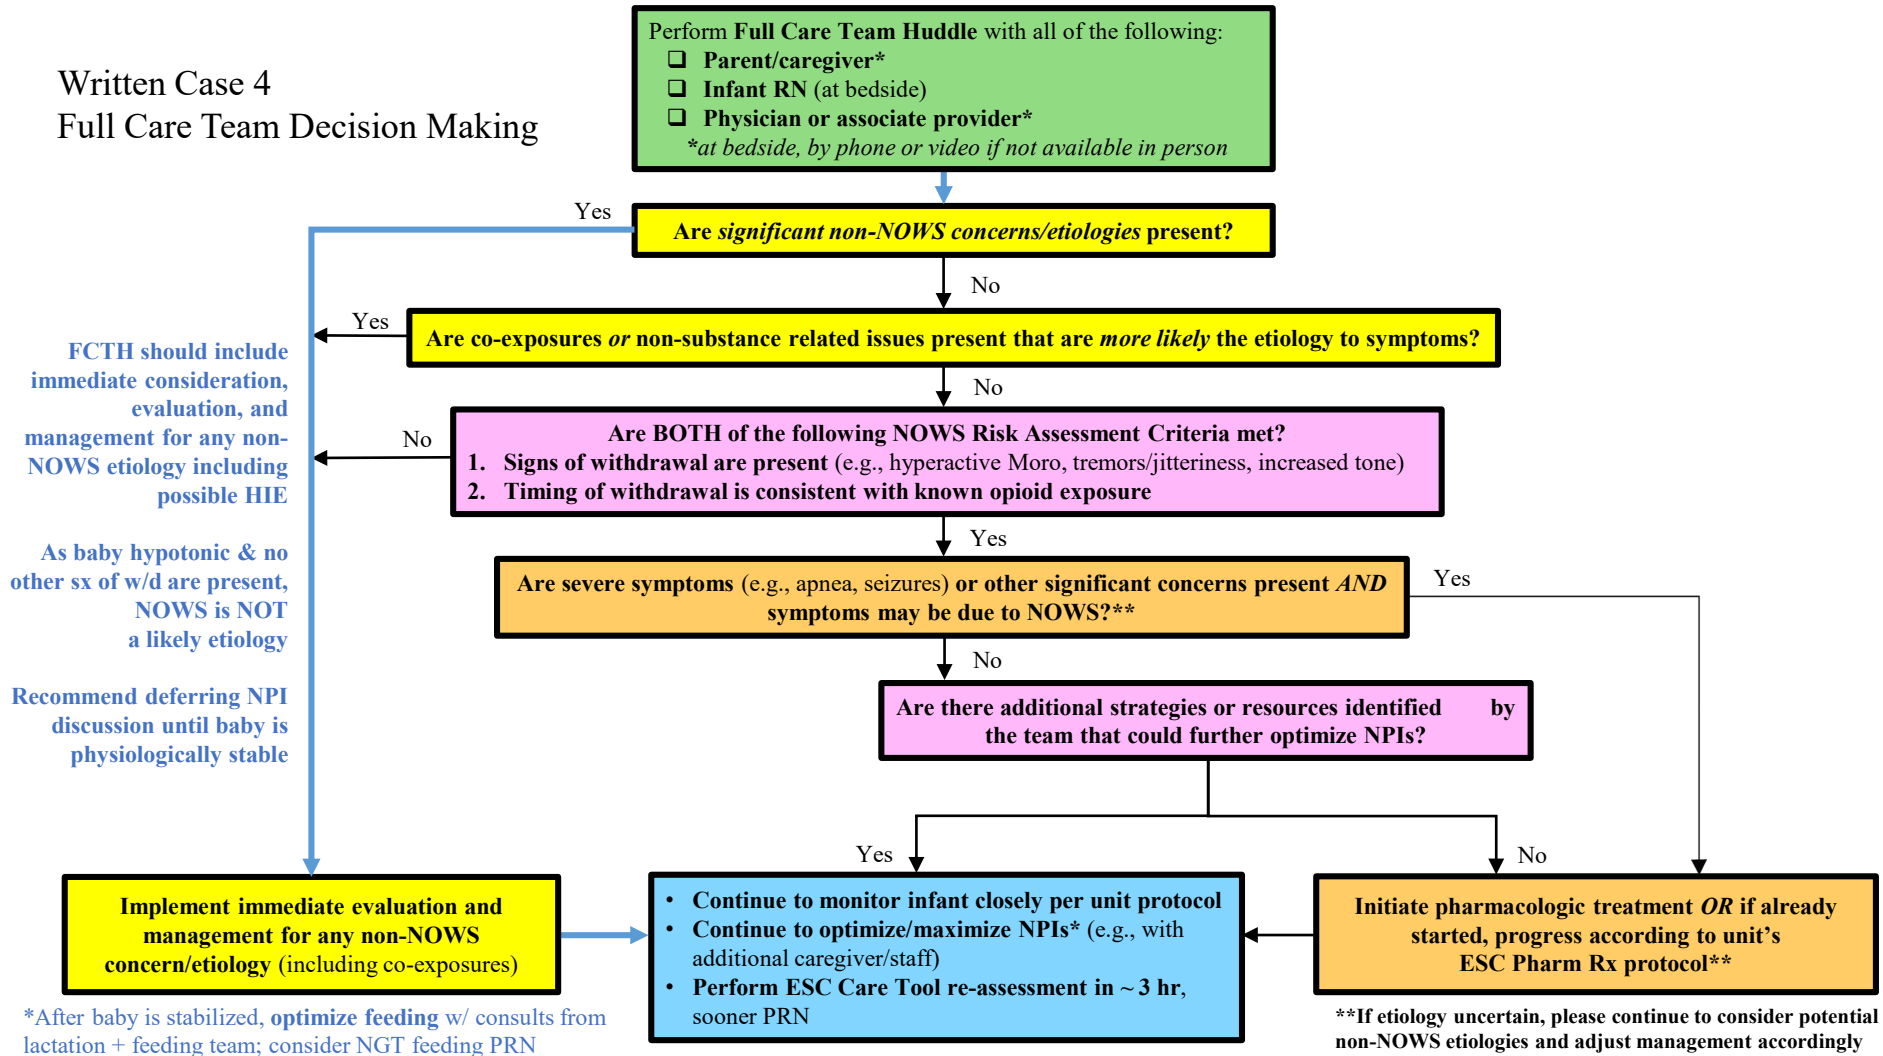 Written Case 4
Full Care Team Decision Making
Perform Full Care Team Huddle with all of the following:
❑ Parent/caregiver*
❑ Infant RN (at bedside)
❑ Physician or associate provider*
*at bedside, by phone or video if not available in person
Yes
Are significant non-NOWS concerns/etiologies present?
No
Yes
Are co-exposures or non-substance related issues present that are more likely the etiology to symptoms?
No
FCTH should include
immediate consideration,
evaluation, and
management for any non-
NOWS etiology including
possible HIE
As baby hypotonic & no
other sx of w/d are present,
NOWS is NOT
a likely etiology
Recommend deferring NPI
discussion until baby is
physiologically stable
No
Are BOTH of the following NOWS Risk Assessment Criteria met?
1. Signs of withdrawal are present (e.g., hyperactive Moro, tremors/jitteriness, increased tone)
2. Timing of withdrawal is consistent with known opioid exposure
Yes
Are severe symptoms (e.g., apnea, seizures) or other significant concerns present AND
symptoms may be due to NOWS?**
Yes
No
Are there additional strategies or resources identified by
the team that could further optimize NPIs?
Yes
No
Implement immediate evaluation and
management for any non-NOWS
concern/etiology (including co-exposures)
• Continue to monitor infant closely per unit protocol
• Continue to optimize/maximize NPIs* (e.g., with
additional caregiver/staff)
• Perform ESC Care Tool re-assessment in ~ 3 hr,
sooner PRN
Initiate pharmacologic treatment OR if already
started, progress according to unit's
ESC Pharm Rx protocol**
*After baby is stabilized, optimize feeding w/ consults from
lactation + feeding team; consider NGT feeding PRN
**If etiology uncertain, please continue to consider potential
non-NOWS etiologies and adjust management accordingly